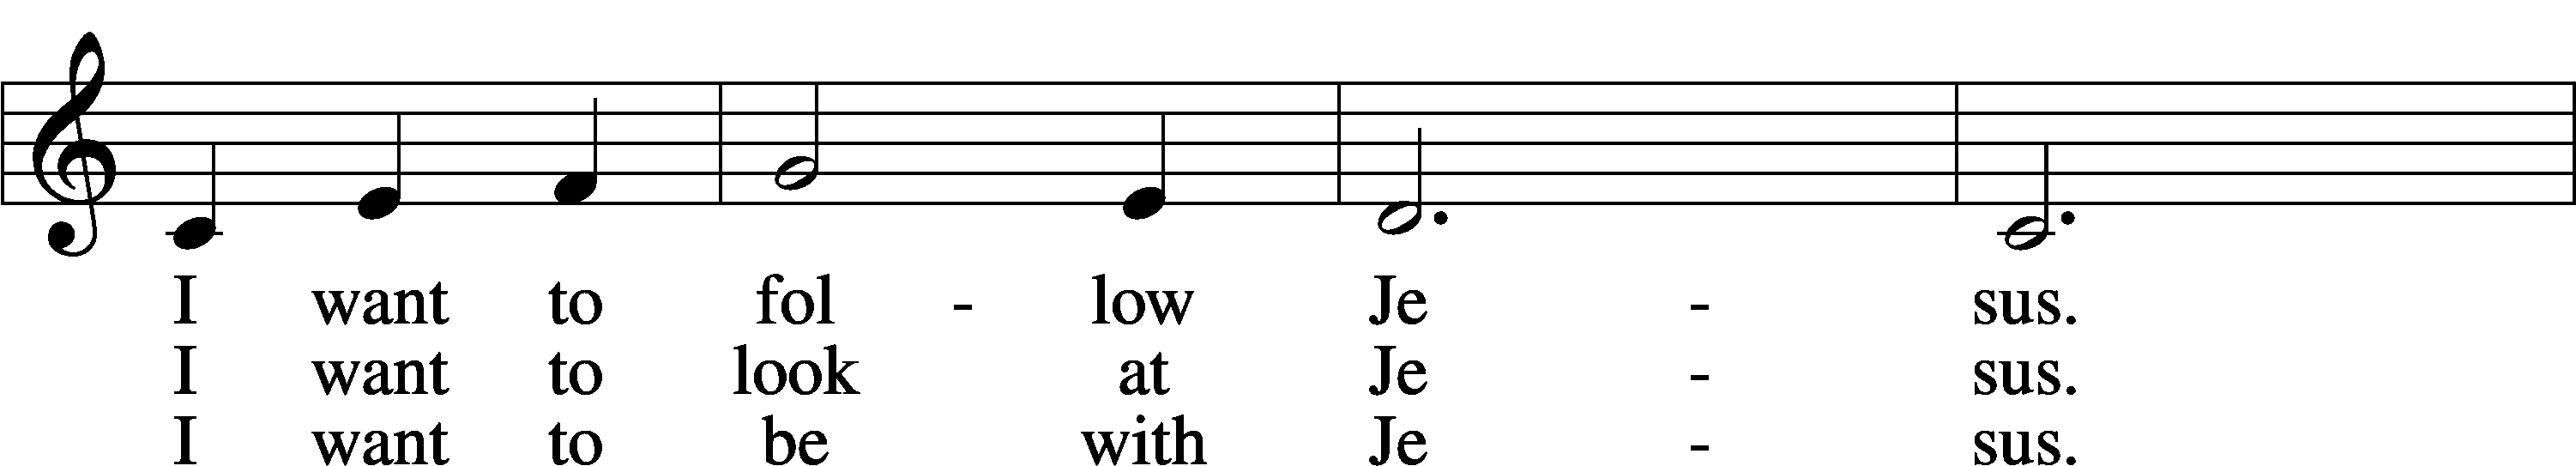 I want to fol - low Je - sus.
I want to look at Je - sus.
I want to be with Je - sus.